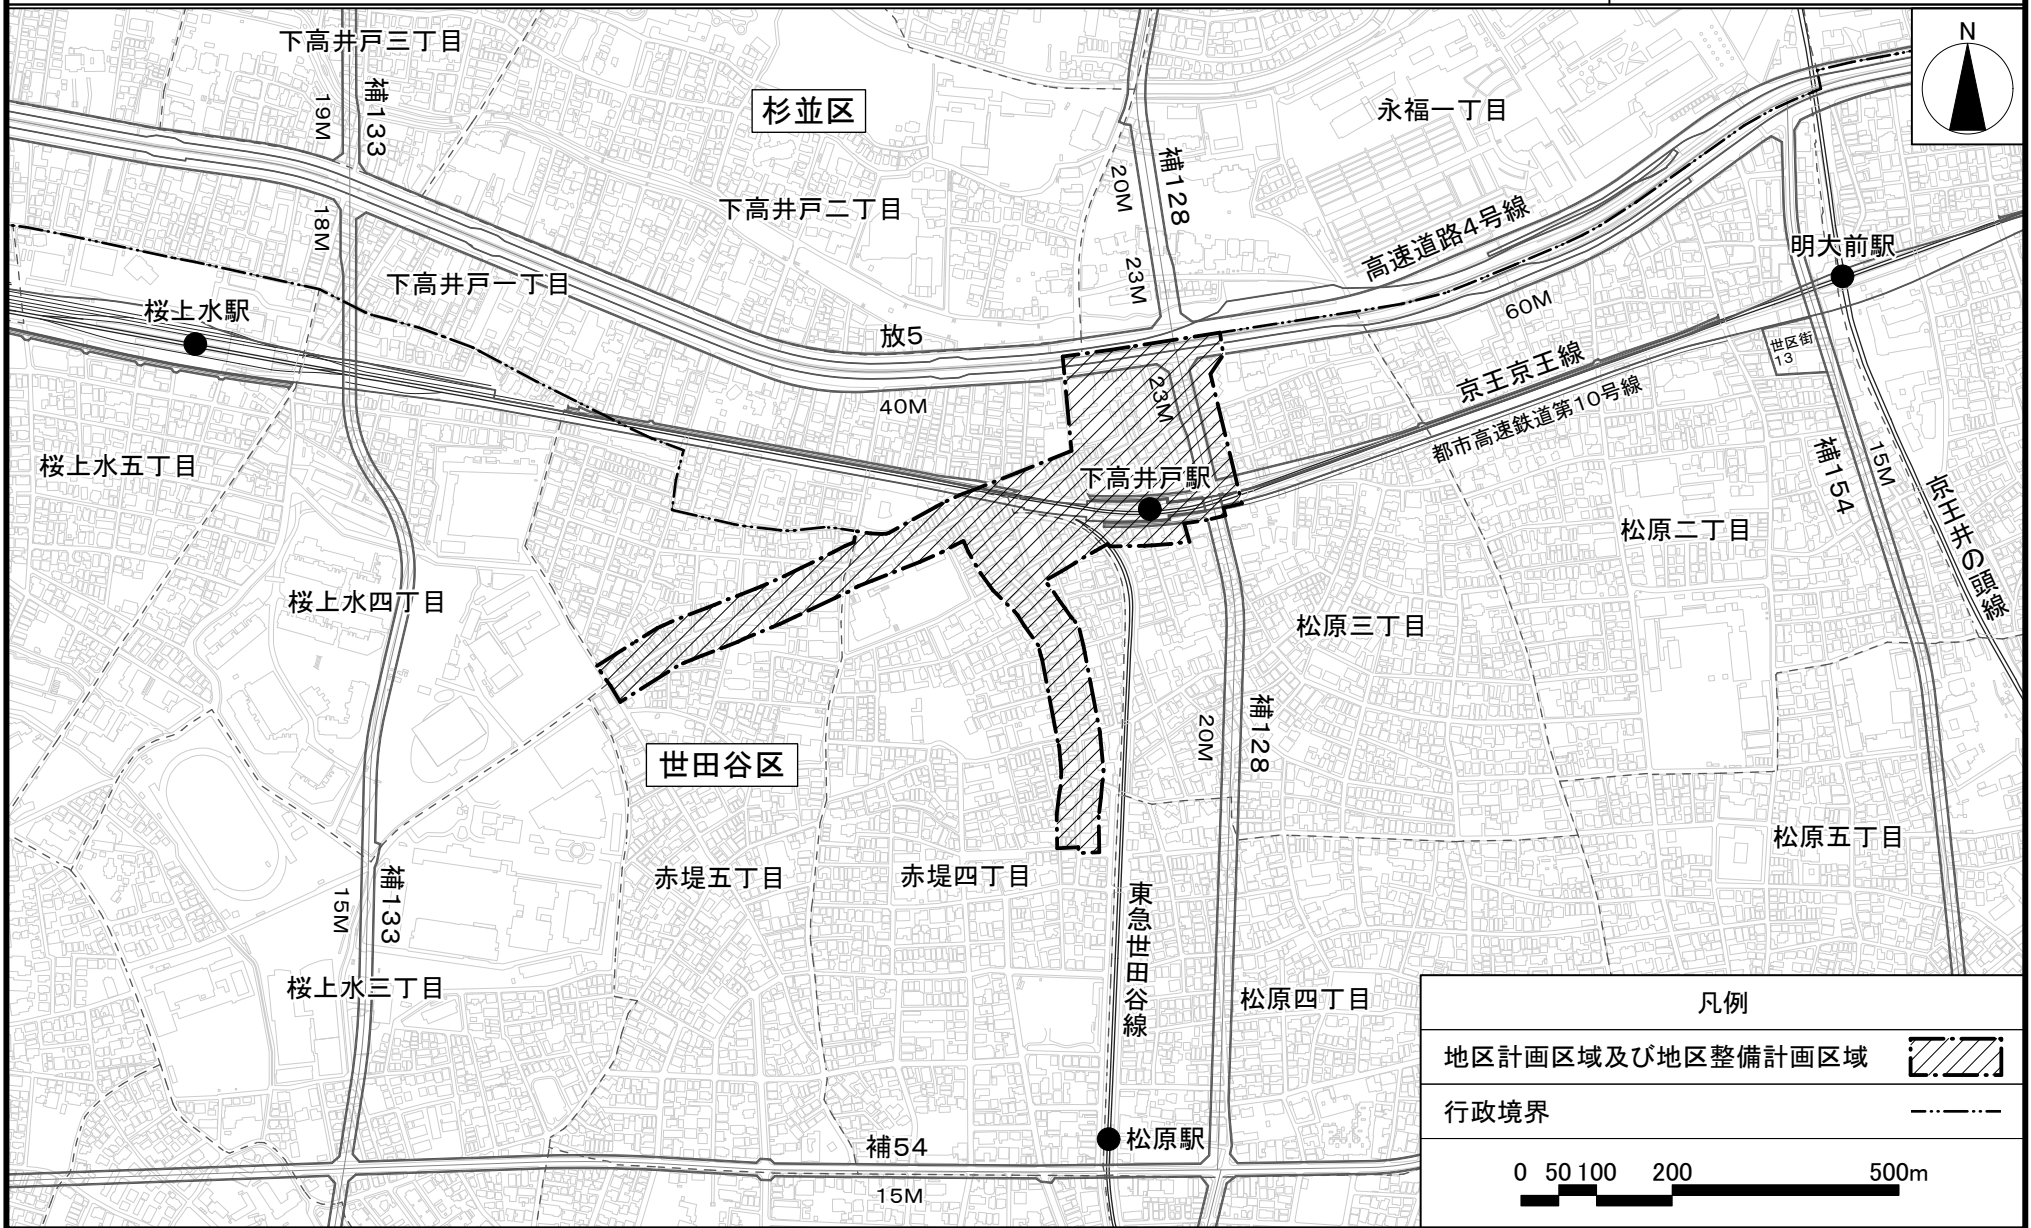 下高井戸三丁目
補133
19M
杉並区
永福一丁目
N
補128
20M
下高井戸二丁目
18M
高速道路4号線
明大前駅
23M
下高井戸一丁目
桜上水駅
放5
60M
世区街
13
京王京王線
23M
40M
都市高速鉄道第10号線
桜上水五丁目
補154
15M
下高井戸駅
京王井の頭線
松原二丁目
桜上水四丁目
松原三丁目
補128
20M
世田谷区
松原五丁目
赤堤五丁目
赤堤四丁目
補133
15M
東急世田谷線
桜上水三丁目
松原四丁目
凡例
地区計画区域及び地区整備計画区域
行政境界
補54
松原駅
15M
0 50 100 200 500m